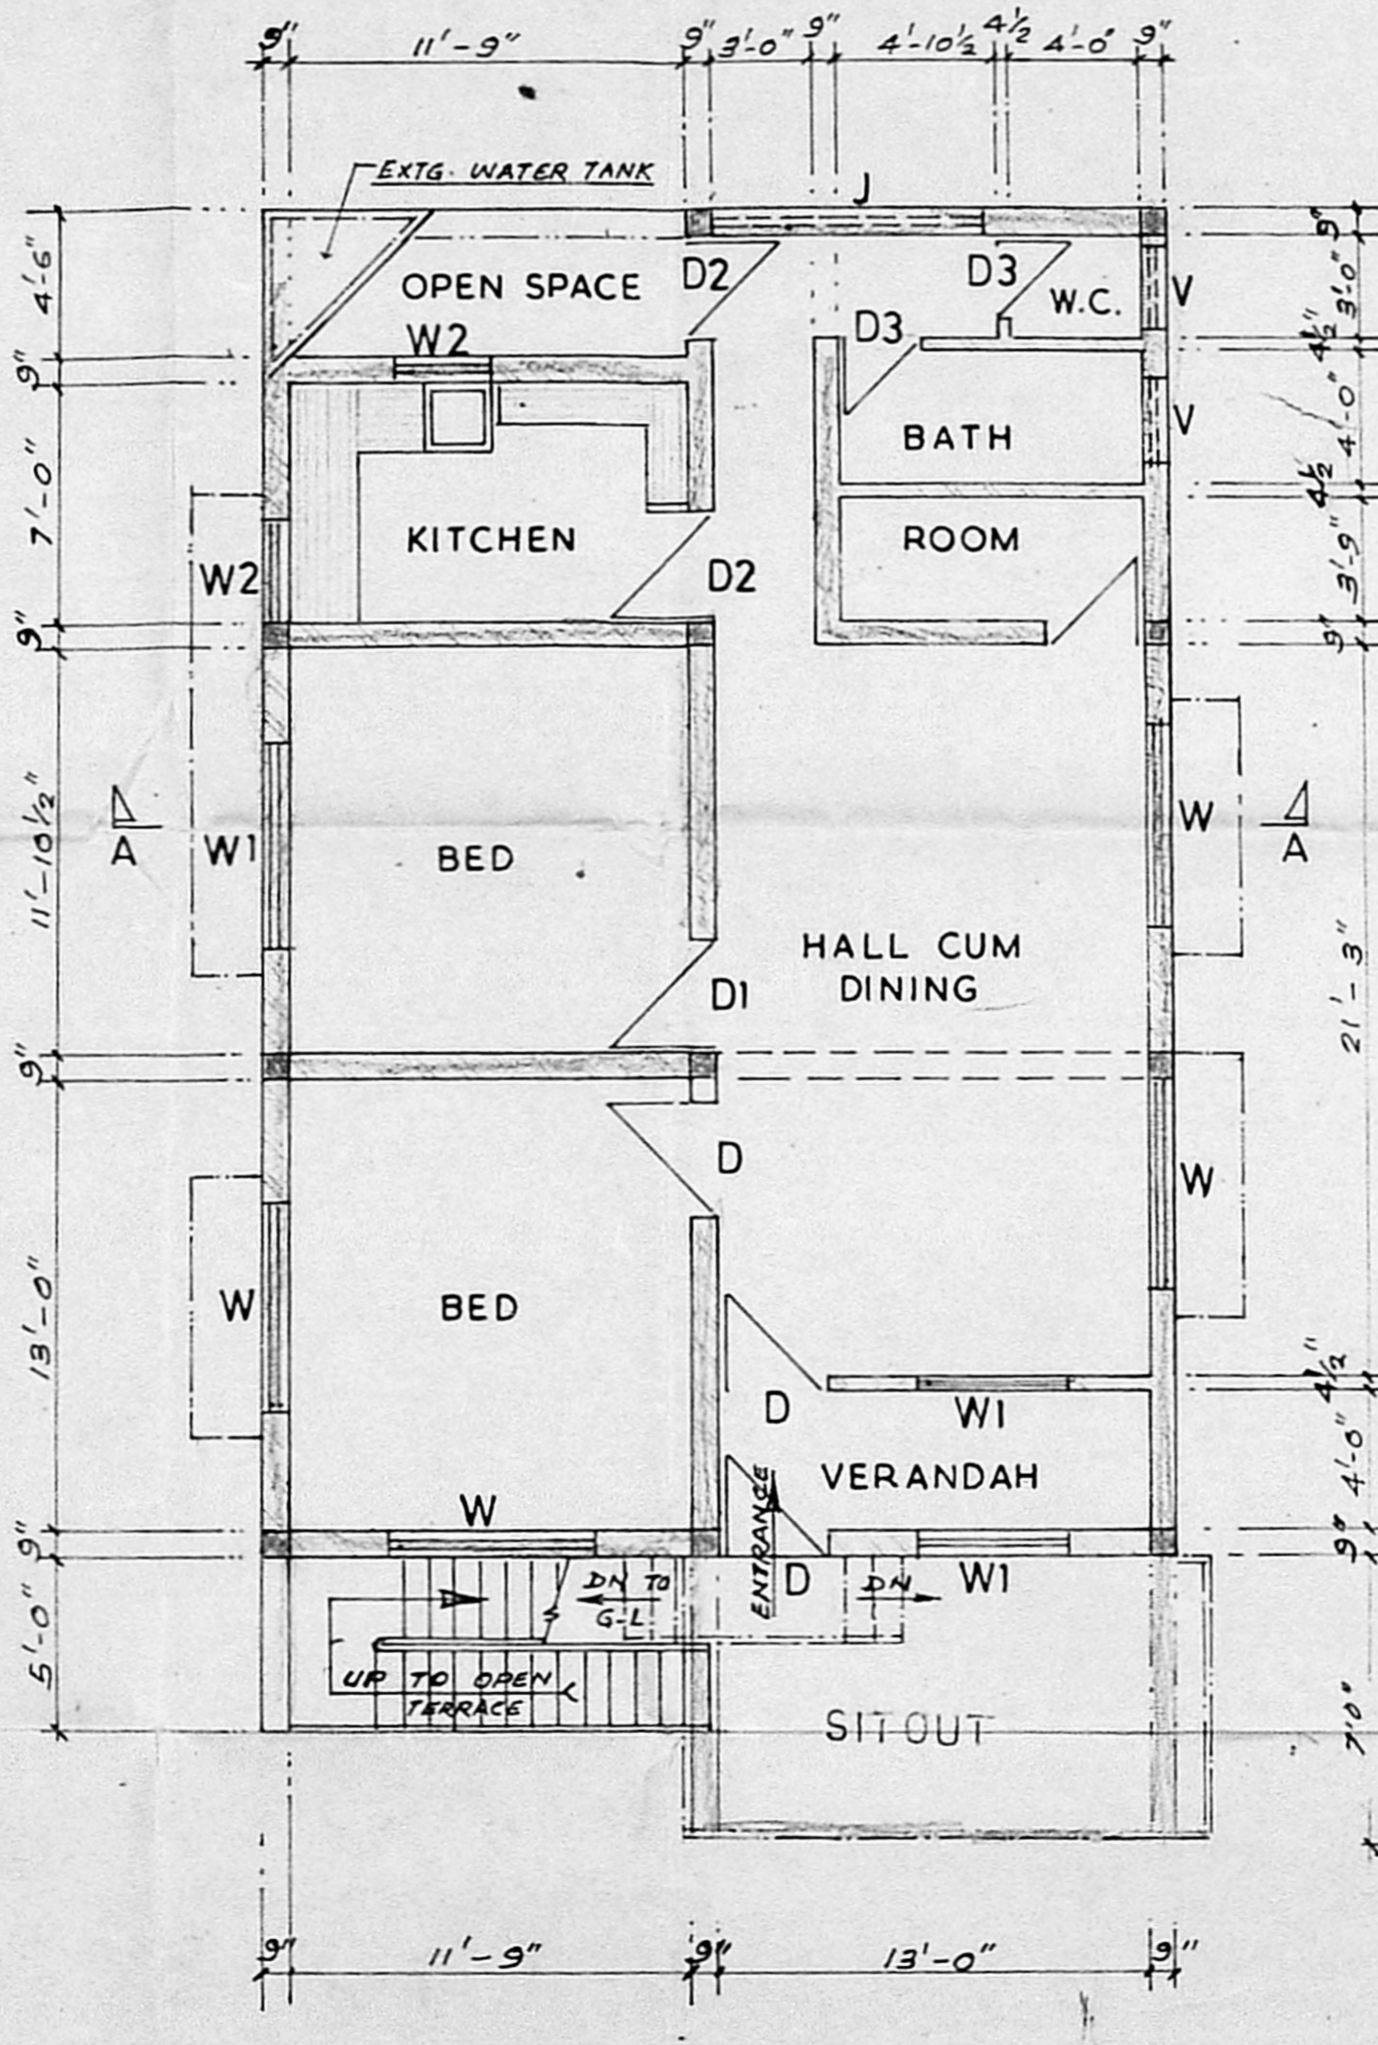 9" 11'-9" 9" 3'-0" 9" 4'-10½ 4½ 4'-0" 9"
EXTG. WATER TANK
J
4'-6"
9"
7'-0"
9"
11'-10½"
9"
13'-0"
9"
5'-0"
OPEN SPACE
D2
D3
W.C.
V
D3
W2
BATH
V
KITCHEN
ROOM
W2
D2
A
W1
BED
W
A
HALL CUM
DINING
D1
D
W
W
BED
D
W1
VERANDAH
W
ENTRANCE
D
W1
DN TO
G-L
DN
UP TO OPEN
TERRACE
SITOUT
9"
3'-0"
4½"
4'-0"
4½
3'-9"
9"
21'-3"
4½"
4'-0"
9"
7'0"
9" 11'-9" 9" 13'-0" 9"